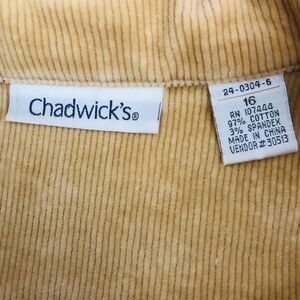 Chadwick's®
24-0304-6
16
RN 107444
97% COTTON
3% SPANDEX
MADE IN CHINA
VENDOR # 30513